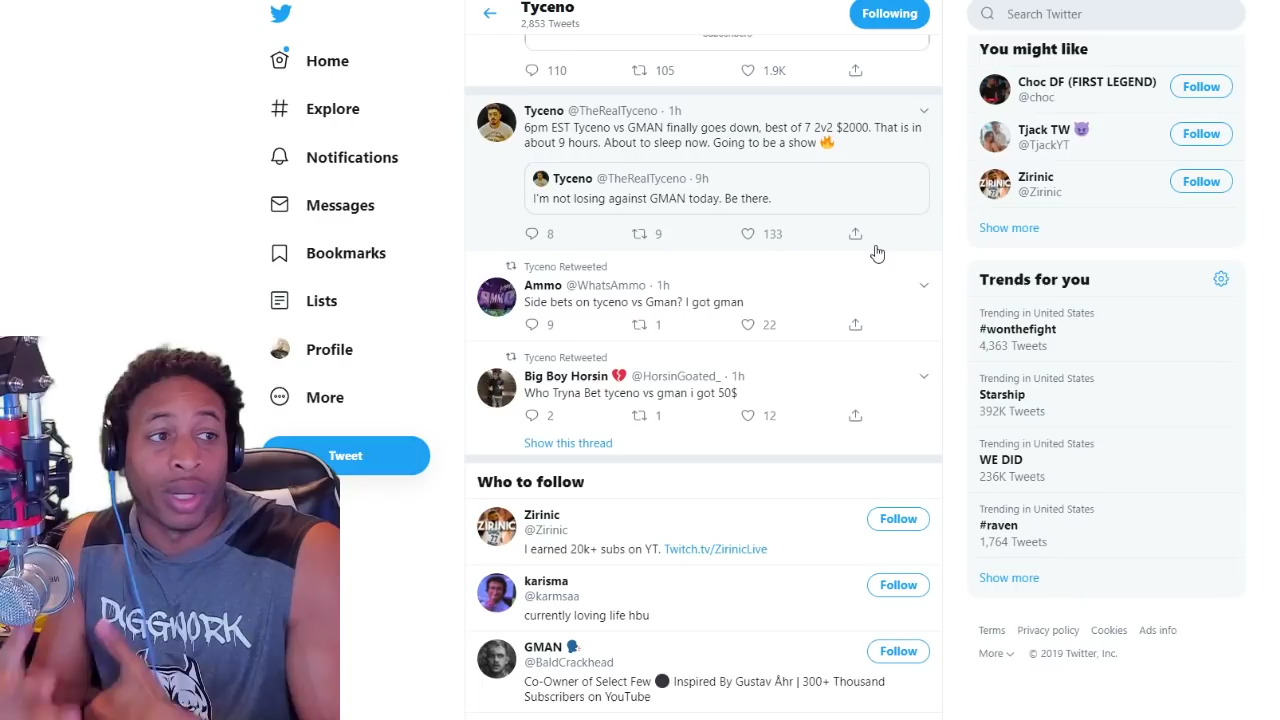 Home
Explore
Notifications
Messages
Bookmarks
Lists
Profile
More
Tweet
Tyceno
2,853 Tweets
Following
110 105 1.9K
Tyceno @TheRealTyceno · 1h
6pm EST Tyceno vs GMAN finally goes down, best of 7 2v2 $2000. That is in
about 9 hours. About to sleep now. Going to be a show 🔥
Tyceno @TheRealTyceno · 9h
I'm not losing against GMAN today. Be there.
8 9 133
Tyceno Retweeted
Ammo @WhatsAmmo · 1h
Side bets on tyceno vs Gman? I got gman
9 1 22
Tyceno Retweeted
Big Boy Horsin 💔 @HorsinGoated_ · 1h
Who Tryna Bet tyceno vs gman i got 50$
2 1 12
Show this thread
Who to follow
Zirinic
@Zirinic
Follow
I earned 20k+ subs on YT. Twitch.tv/ZirinicLive
karisma
@karmsaa
Follow
currently loving life hbu
GMAN 🗣
@BaldCrackhead
Follow
Co-Owner of Select Few ⚫ Inspired By Gustav Åhr | 300+ Thousand
Subscribers on YouTube
Search Twitter
You might like
Choc DF (FIRST LEGEND)
@choc
Follow
Tjack TW 😈
@TjackYT
Follow
Zirinic
@Zirinic
Follow
Show more
Trends for you
Trending in United States
#wonthefight
4,363 Tweets
Trending in United States
Starship
392K Tweets
Trending in United States
WE DID
236K Tweets
Trending in United States
#raven
1,764 Tweets
Show more
Terms Privacy policy Cookies Ads info
More © 2019 Twitter, Inc.
ZIRINIC